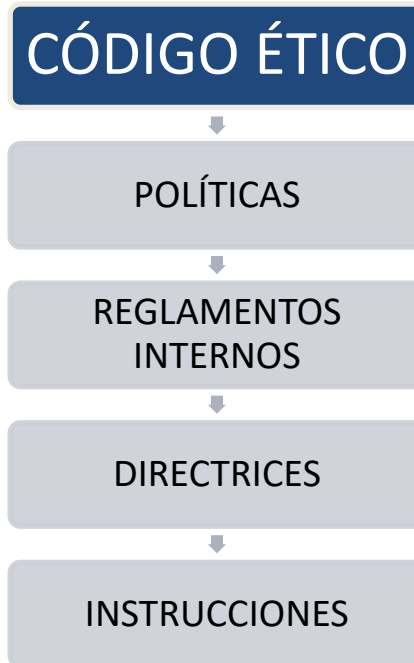 CÓDIGO ÉTICO
POLÍTICAS
REGLAMENTOS
INTERNOS
DIRECTRICES
INSTRUCCIONES